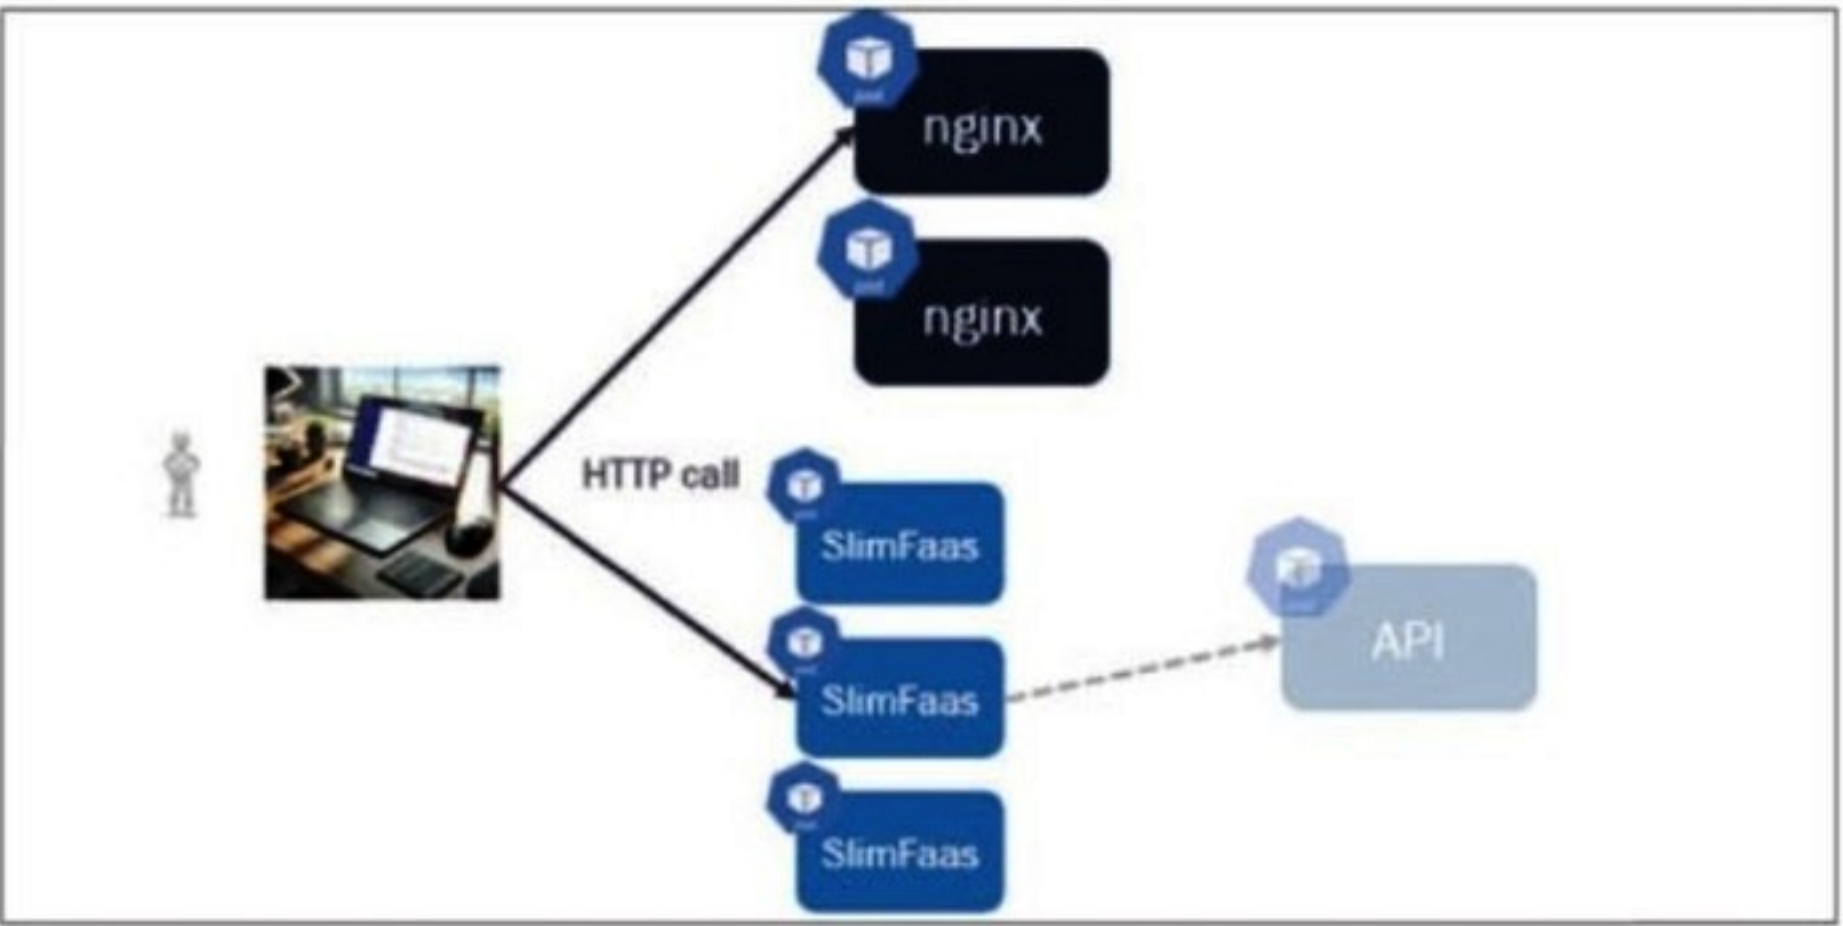 nginx
nginx
HTTP call
SlimFaas
SlimFaas
API
SlimFaas